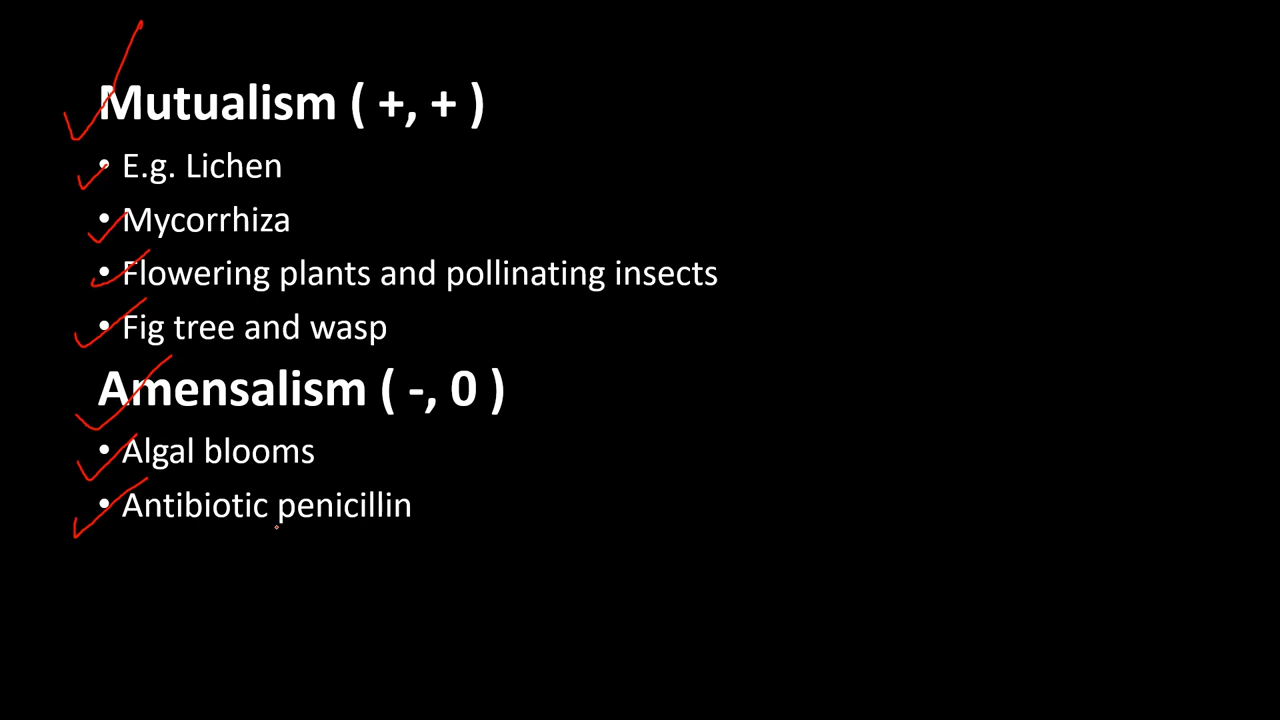 Mutualism ( +, + )
• E.g. Lichen
• Mycorrhiza
• Flowering plants and pollinating insects
• Fig tree and wasp
Amensalism ( -, 0 )
• Algal blooms
• Antibiotic penicillin